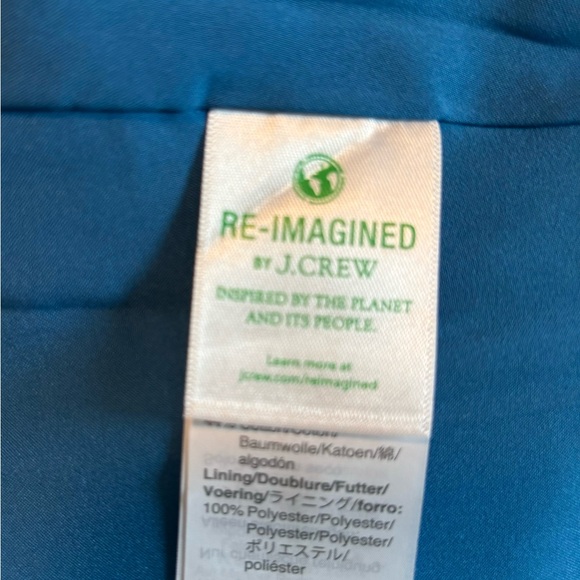 RE-IMAGINED
BY J.CREW
INSPIRED BY THE PLANET
AND ITS PEOPLE.
Learn more at
jcrew.com/reimagined
Baumwolle/Katoen/綿/
algodón
Lining/Doublure/Futter/
Voering/ライニング/forro:
100% Polyester/Polyester/
Polyester/Polyester/
ポリエステル/
poliéster